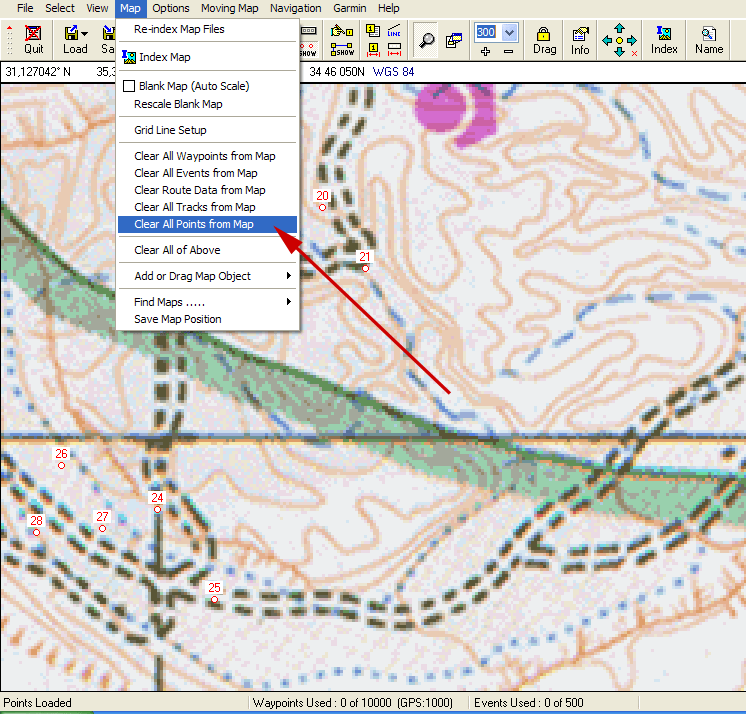 File Select View Map Options Moving Map Navigation Garmin Help
Re-index Map Files
Quit Load Sa SHOW SHOW LINE 300 Drag Info Index Name
Index Map
31,127042° N 35,3 34 46 050N WGS 84
Blank Map (Auto Scale)
Rescale Blank Map
Grid Line Setup
Clear All Waypoints from Map
Clear All Events from Map
Clear Route Data from Map
Clear All Tracks from Map
Clear All Points from Map
Clear All of Above
Add or Drag Map Object
Find Maps .....
Save Map Position
20
21
26
24
27
28
25
Points Loaded Waypoints Used : 0 of 10000 (GPS:1000) Events Used : 0 of 500